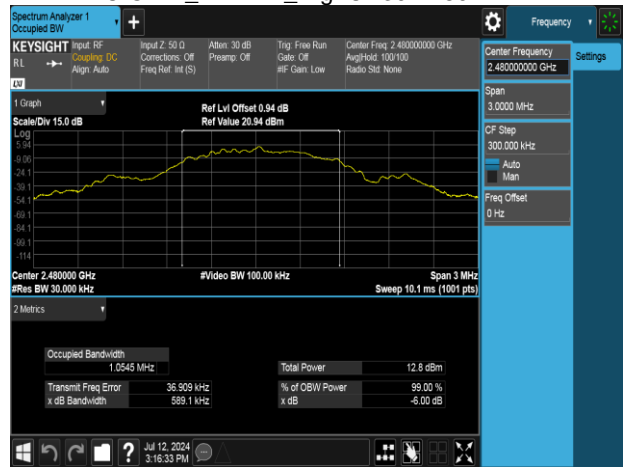 Spectrum Analyzer 1
Occupied BW
Frequency
KEYSIGHT
RL
Input: RF
Coupling: DC
Align: Auto
Input Z: 50 Ω
Corrections: Off
Freq Ref: Int (S)
Atten: 30 dB
Preamp: Off
Trig: Free Run
Gate: Off
#IF Gain: Low
Center Freq: 2.480000000 GHz
Avg|Hold: 100/100
Radio Std: None
Center Frequency
2.480000000 GHz
Settings
Span
3.0000 MHz
CF Step
300.000 kHz
Auto
Man
Freq Offset
0 Hz
1 Graph
Scale/Div 15.0 dB
Ref Lvl Offset 0.94 dB
Ref Value 20.94 dBm
Log
5.94
-9.06
-24.1
-39.1
-54.1
-69.1
-84.1
-99.1
-114
Center 2.480000 GHz
#Res BW 30.000 kHz
#Video BW 100.00 kHz
Span 3 MHz
Sweep 10.1 ms (1001 pts)
2 Metrics
Occupied Bandwidth
1.0545 MHz
Total Power 12.8 dBm
Transmit Freq Error 36.909 kHz
% of OBW Power 99.00 %
x dB Bandwidth 589.1 kHz
x dB -6.00 dB
Jul 12, 2024
3:16:33 PM